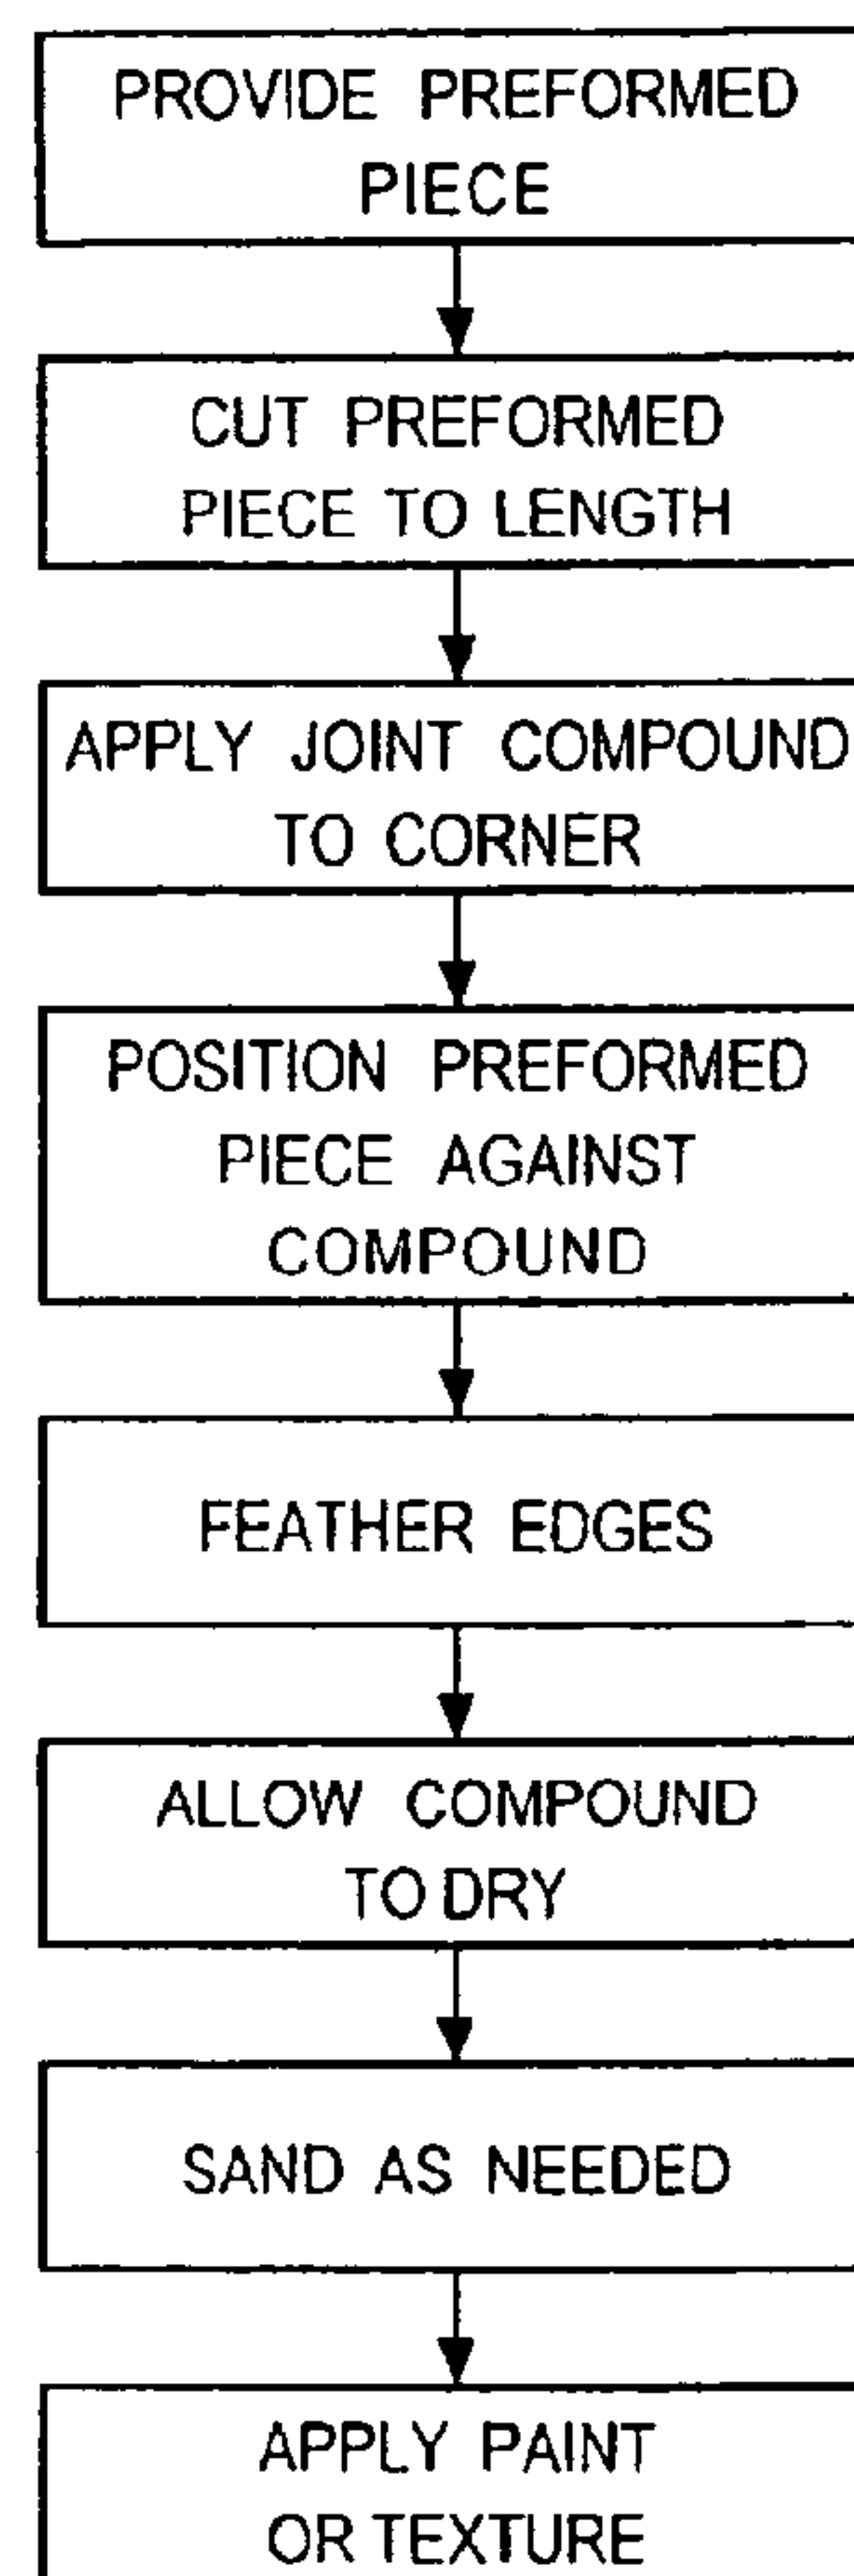 PROVIDE PREFORMED
PIECE
CUT PREFORMED
PIECE TO LENGTH
APPLY JOINT COMPOUND
TO CORNER
POSITION PREFORMED
PIECE AGAINST
COMPOUND
FEATHER EDGES
ALLOW COMPOUND
TO DRY
SAND AS NEEDED
APPLY PAINT
OR TEXTURE